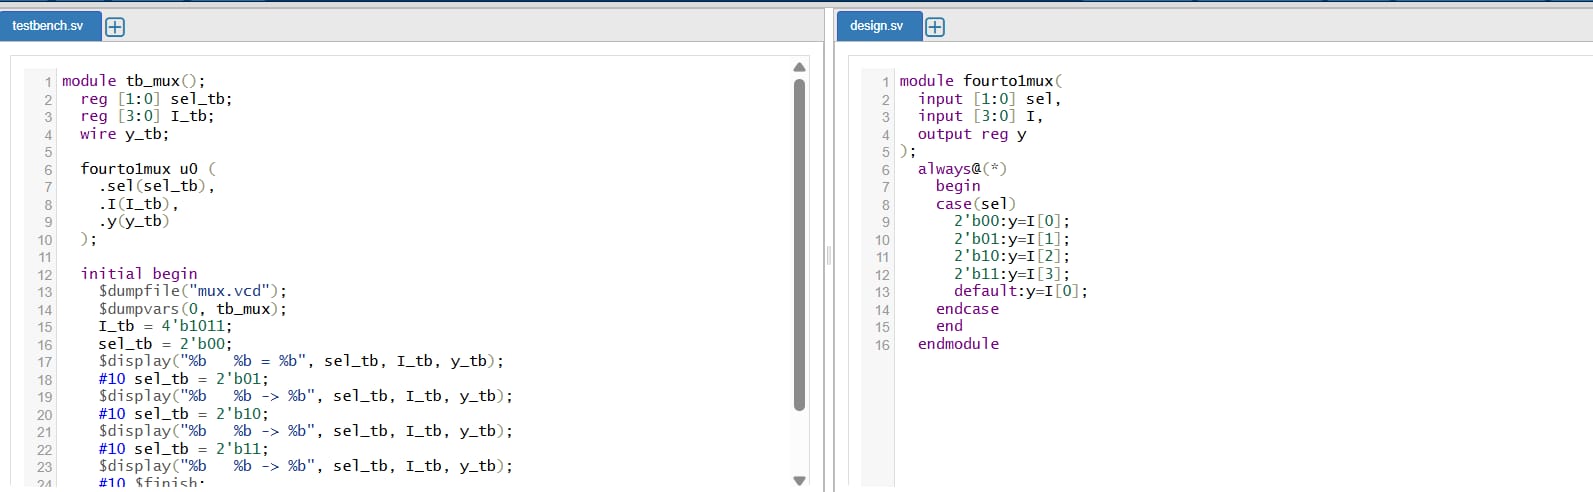 testbench.sv
1 module tb_mux();
2 reg [1:0] sel_tb;
3 reg [3:0] I_tb;
4 wire y_tb;
5
6 fourto1mux u0 (
7 .sel(sel_tb),
8 .I(I_tb),
9 .y(y_tb)
10 );
11
12 initial begin
13 $dumpfile("mux.vcd");
14 $dumpvars(0, tb_mux);
15 I_tb = 4'b1011;
16 sel_tb = 2'b00;
17 $display("%b   %b = %b", sel_tb, I_tb, y_tb);
18 #10 sel_tb = 2'b01;
19 $display("%b   %b -> %b", sel_tb, I_tb, y_tb);
20 #10 sel_tb = 2'b10;
21 $display("%b   %b -> %b", sel_tb, I_tb, y_tb);
22 #10 sel_tb = 2'b11;
23 $display("%b   %b -> %b", sel_tb, I_tb, y_tb);
24 #10 $finish;
design.sv
1 module fourto1mux(
2 input [1:0] sel,
3 input [3:0] I,
4 output reg y
5 );
6 always@(*)
7 begin
8 case(sel)
9 2'b00:y=I[0];
10 2'b01:y=I[1];
11 2'b10:y=I[2];
12 2'b11:y=I[3];
13 default:y=I[0];
14 endcase
15 end
16 endmodule